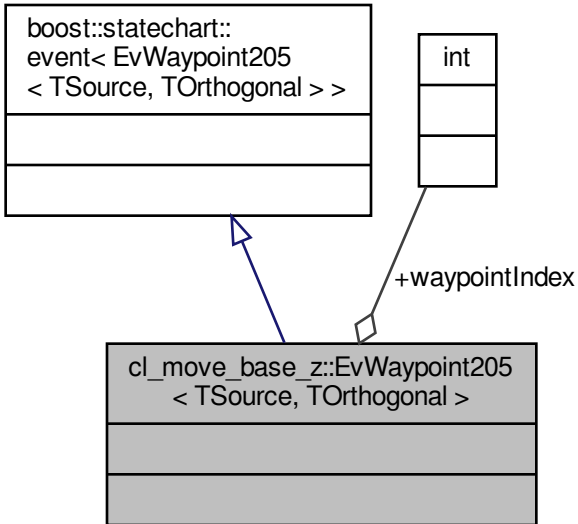 boost::statechart::
event< EvWaypoint205
< TSource, TOrthogonal > >
int
+waypointIndex
cl_move_base_z::EvWaypoint205
< TSource, TOrthogonal >